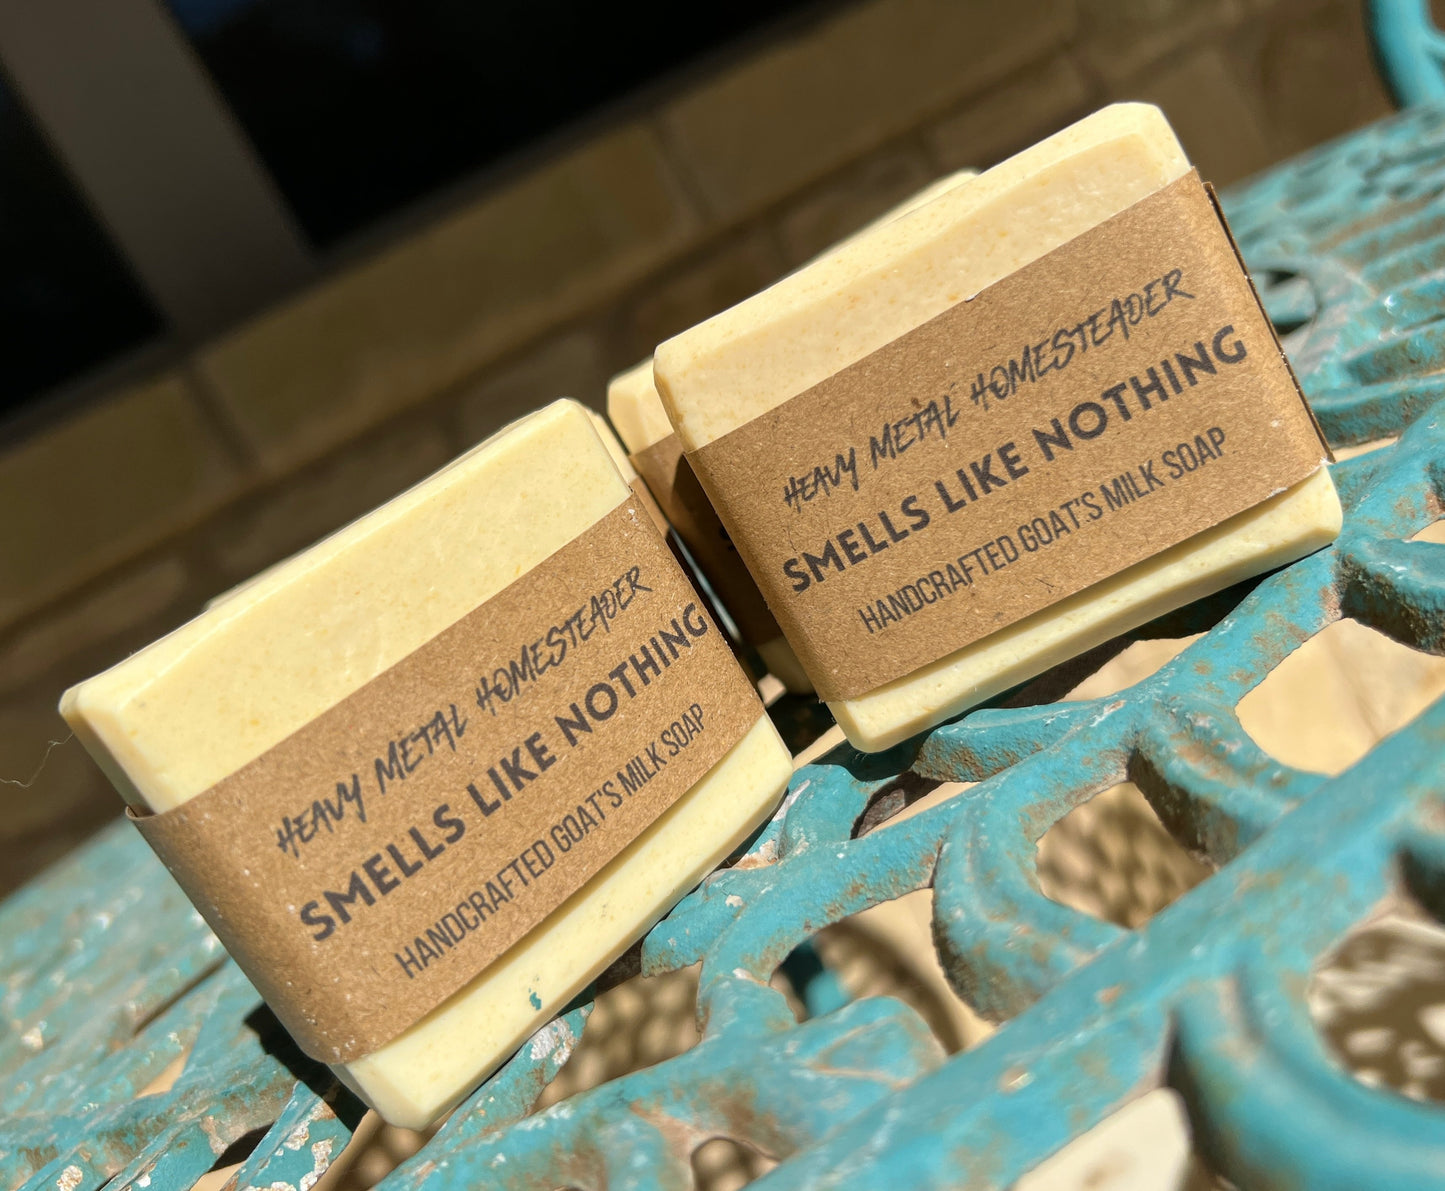 HEAVY METAL HOMESTEADER
SMELLS LIKE NOTHING
HANDCRAFTED GOAT'S MILK SOAP
HEAVY METAL HOMESTEADER
SMELLS LIKE NOTHING
HANDCRAFTED GOAT'S MILK SOAP